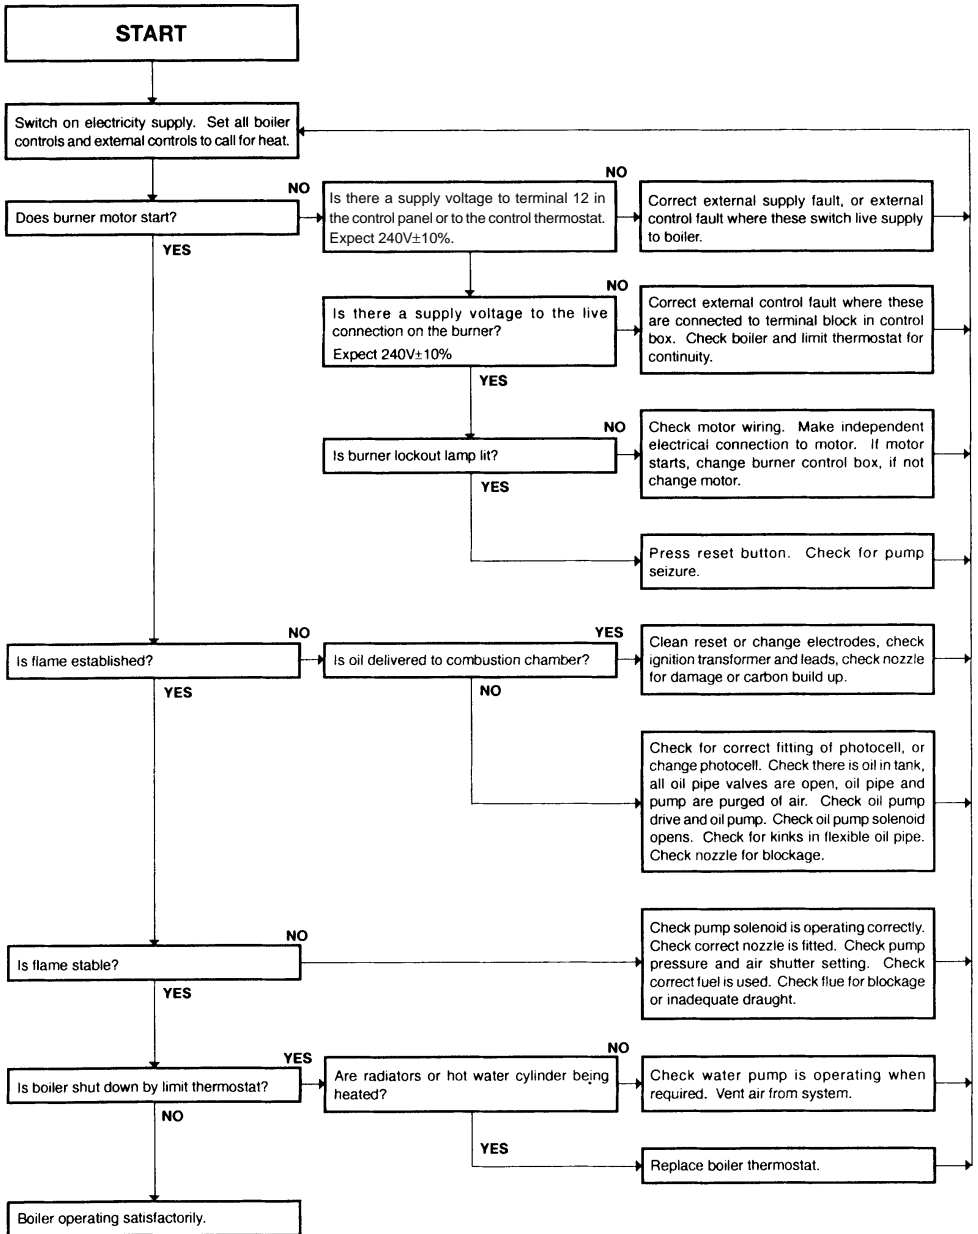 START
Switch on electricity supply. Set all boiler
controls and external controls to call for heat.
NO
NO
Does burner motor start?
Is there a supply voltage to terminal 12 in
the control panel or to the control thermostat.
Expect 240V±10%.
Correct external supply fault, or external
control fault where these switch live supply
to boiler.
YES
NO
Is there a supply voltage to the live
connection on the burner?
Expect 240V±10%
Correct external control fault where these
are connected to terminal block in control
box. Check boiler and limit thermostat for
continuity.
YES
NO
Is burner lockout lamp lit?
Check motor wiring. Make independent
electrical connection to motor. If motor
starts, change burner control box, if not
change motor.
YES
Press reset button. Check for pump
seizure.
NO
YES
Is flame established?
Is oil delivered to combustion chamber?
Clean reset or change electrodes, check
ignition transformer and leads, check nozzle
for damage or carbon build up.
YES
NO
Check for correct fitting of photocell, or
change photocell. Check there is oil in tank,
all oil pipe valves are open, oil pipe and
pump are purged of air. Check oil pump
drive and oil pump. Check oil pump solenoid
opens. Check for kinks in flexible oil pipe.
Check nozzle for blockage.
NO
Is flame stable?
Check pump solenoid is operating correctly.
Check correct nozzle is fitted. Check pump
pressure and air shutter setting. Check
correct fuel is used. Check flue for blockage
or inadequate draught.
YES
YES
NO
Is boiler shut down by limit thermostat?
Are radiators or hot water cylinder being
heated?
Check water pump is operating when
required. Vent air from system.
NO
YES
Replace boiler thermostat.
Boiler operating satisfactorily.